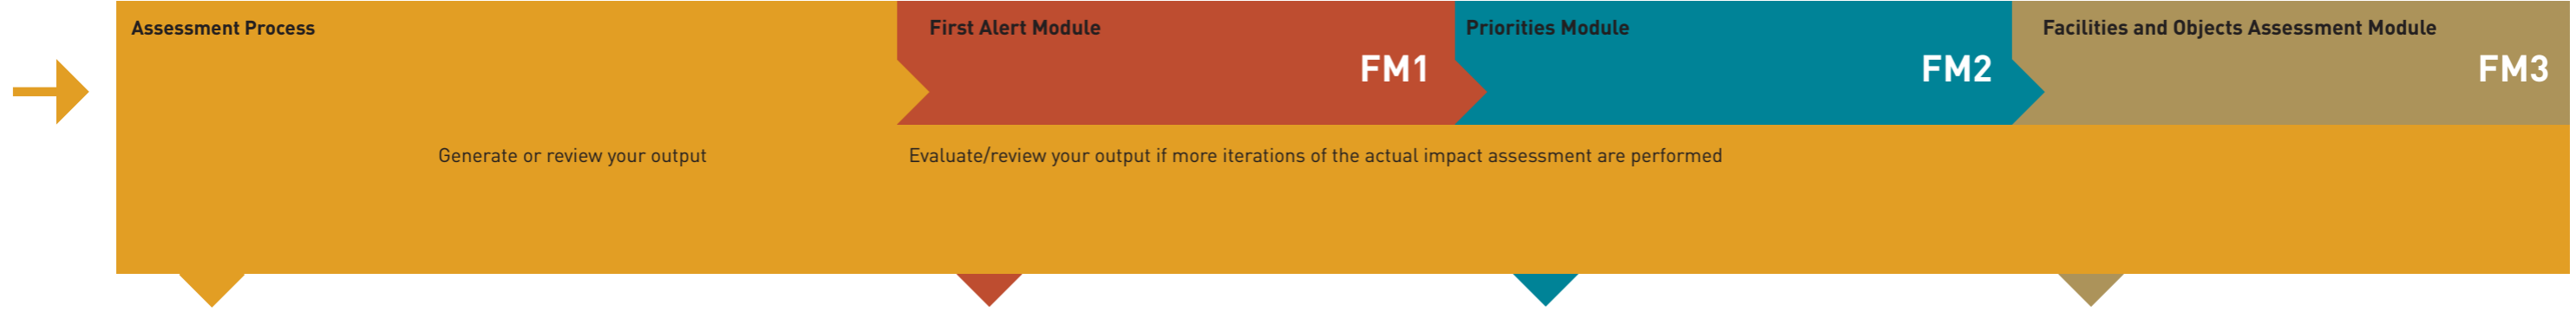 Assessment Process
First Alert Module
FM1
Priorities Module
FM2
Facilities and Objects Assessment Module
FM3
Generate or review your output
Evaluate/review your output if more iterations of the actual impact assessment are performed